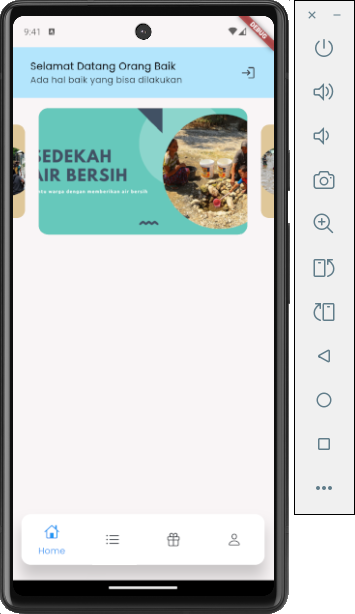 9:41
DEBUG
Selamat Datang Orang Baik
Ada hal baik yang bisa dilakukan
SEDEKAH
AIR BERSIH
warga dengan memberikan air bersih
Home